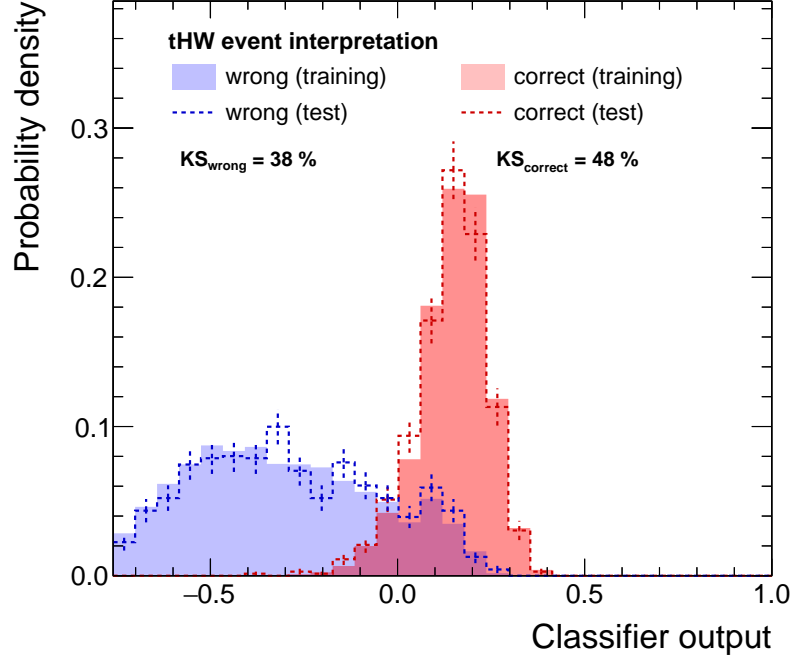 tHW event interpretation
wrong (training) correct (training)
wrong (test) correct (test)
KSwrong = 38 % KScorrect = 48 %
Probability density
0.3
0.2
0.1
0.0
−0.5 0.0 0.5 1.0
Classifier output